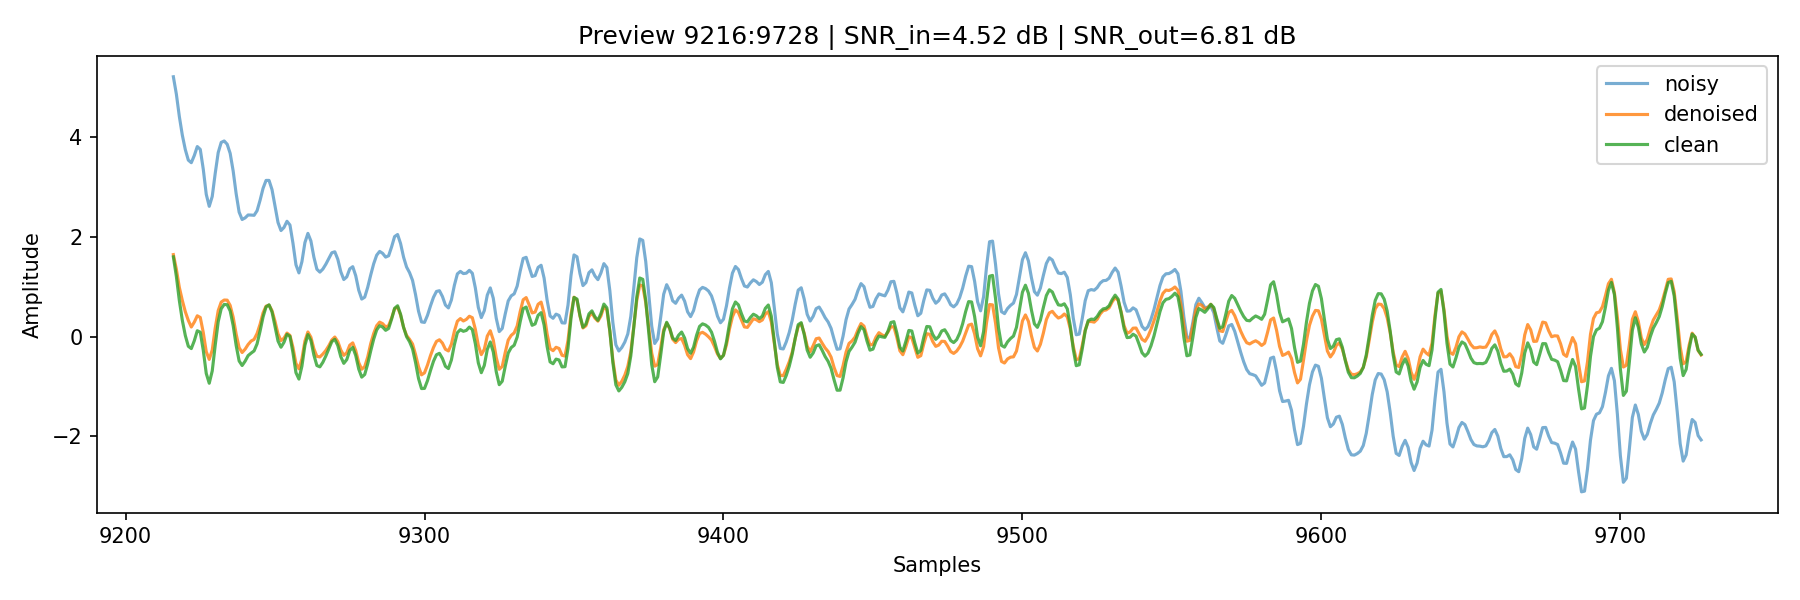 Preview 9216:9728 | SNR_in=4.52 dB | SNR_out=6.81 dB
noisy
denoised
clean
Amplitude
4
2
0
−2
9200 9300 9400 9500 9600 9700
Samples